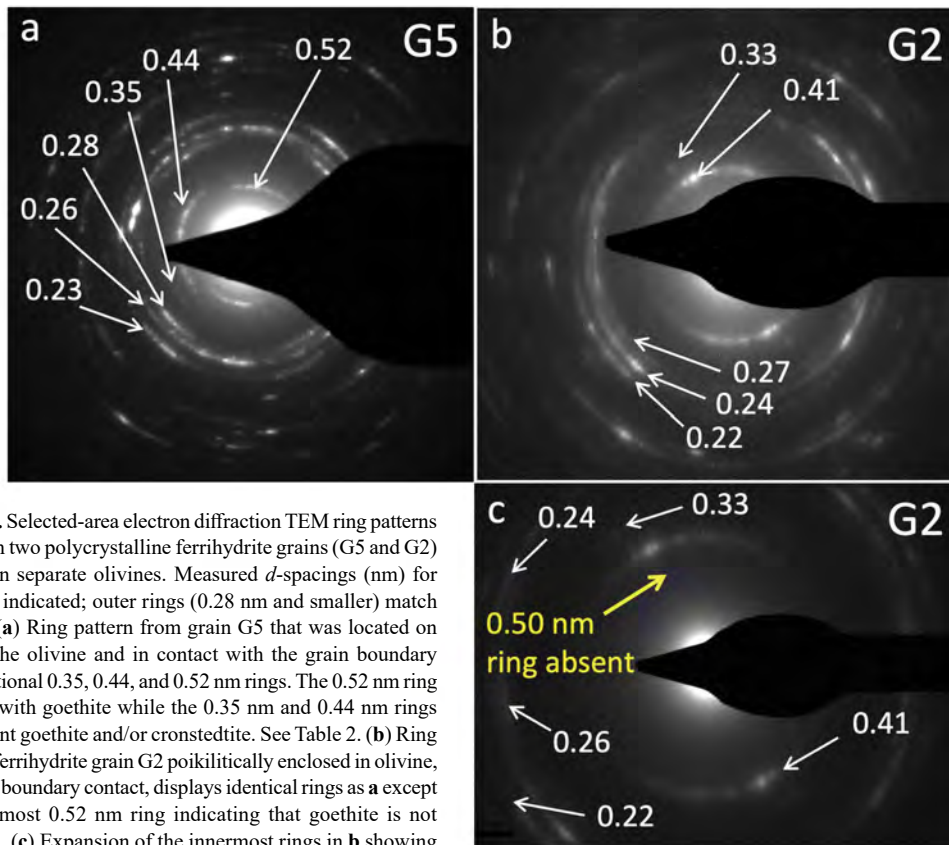 a
G5
0.52
0.44
0.35
0.28
0.26
0.23
b
G2
0.33
0.41
0.27
0.24
0.22
. Selected-area electron diffraction TEM ring patterns
two polycrystalline ferrihydrite grains (G5 and G2)
separate olivines. Measured d-spacings (nm) for
indicated; outer rings (0.28 nm and smaller) match
(a) Ring pattern from grain G5 that was located on
he olivine and in contact with the grain boundary
tional 0.35, 0.44, and 0.52 nm rings. The 0.52 nm ring
with goethite while the 0.35 nm and 0.44 nm rings
nt goethite and/or cronstedtite. See Table 2. (b) Ring
ferrihydrite grain G2 poikilitically enclosed in olivine,
boundary contact, displays identical rings as a except
most 0.52 nm ring indicating that goethite is not
(c) Expansion of the innermost rings in b showing
c
G2
0.24
0.33
0.50 nm
ring absent
0.26
0.41
0.22